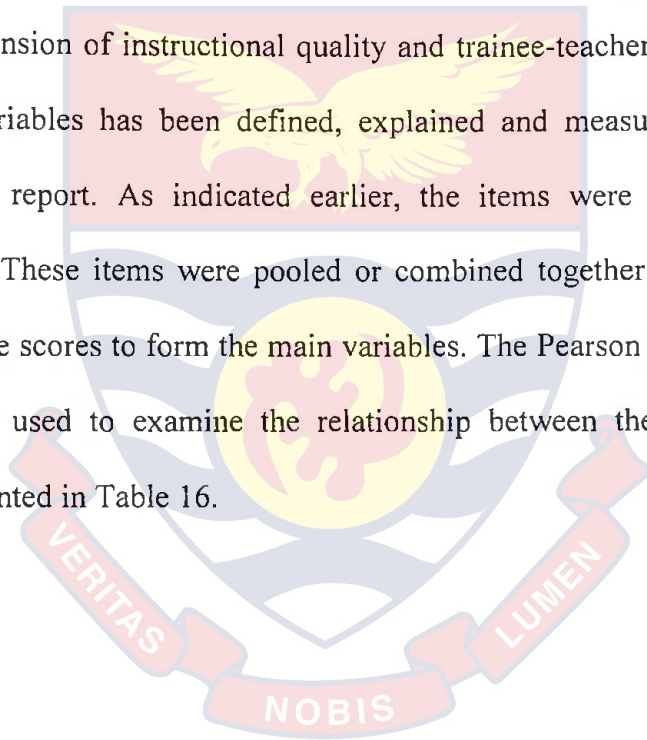 nsion of instructional quality and trainee-teacher
riables has been defined, explained and measu
report. As indicated earlier, the items were
These items were pooled or combined together
e scores to form the main variables. The Pearson
used to examine the relationship between the
nted in Table 16.
VERITAS
NOBIS
LUMEN